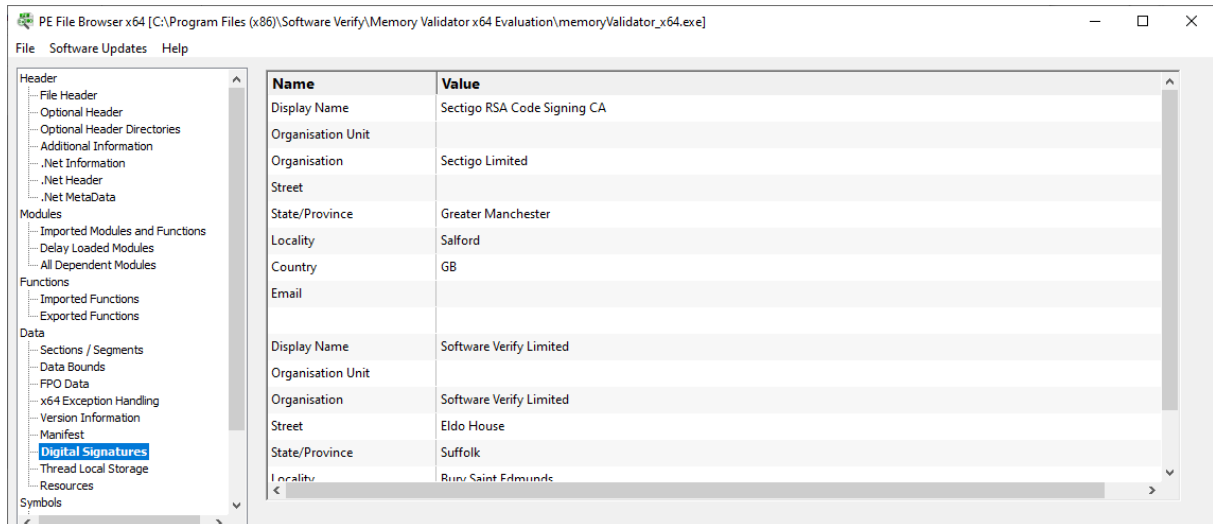 PE File Browser x64 [C:\Program Files (x86)\Software Verify\Memory Validator x64 Evaluation\memoryValidator_x64.exe]
File Software Updates Help
Header
File Header
Optional Header
Optional Header Directories
Additional Information
.Net Information
.Net Header
.Net MetaData
Modules
Imported Modules and Functions
Delay Loaded Modules
All Dependent Modules
Functions
Imported Functions
Exported Functions
Data
Sections / Segments
Data Bounds
FPO Data
x64 Exception Handling
Version Information
Manifest
Digital Signatures
Thread Local Storage
Resources
Symbols
Name Value
Display Name Sectigo RSA Code Signing CA
Organisation Unit
Organisation Sectigo Limited
Street
State/Province Greater Manchester
Locality Salford
Country GB
Email
Display Name Software Verify Limited
Organisation Unit
Organisation Software Verify Limited
Street Eldo House
State/Province Suffolk
Locality Bury Saint Edmunds